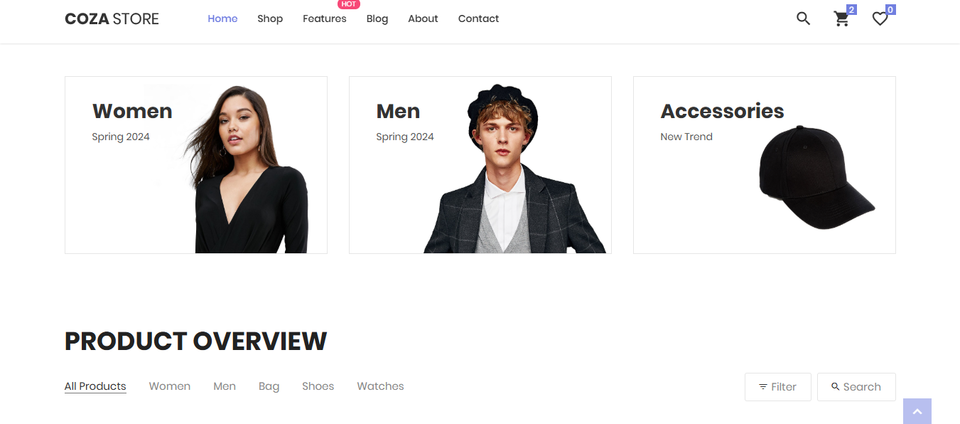 HOT
COZA STORE Home Shop Features Blog About Contact 2 0
Women Men Accessories
Spring 2024 Spring 2024 New Trend
PRODUCT OVERVIEW
All Products Women Men Bag Shoes Watches Filter Search